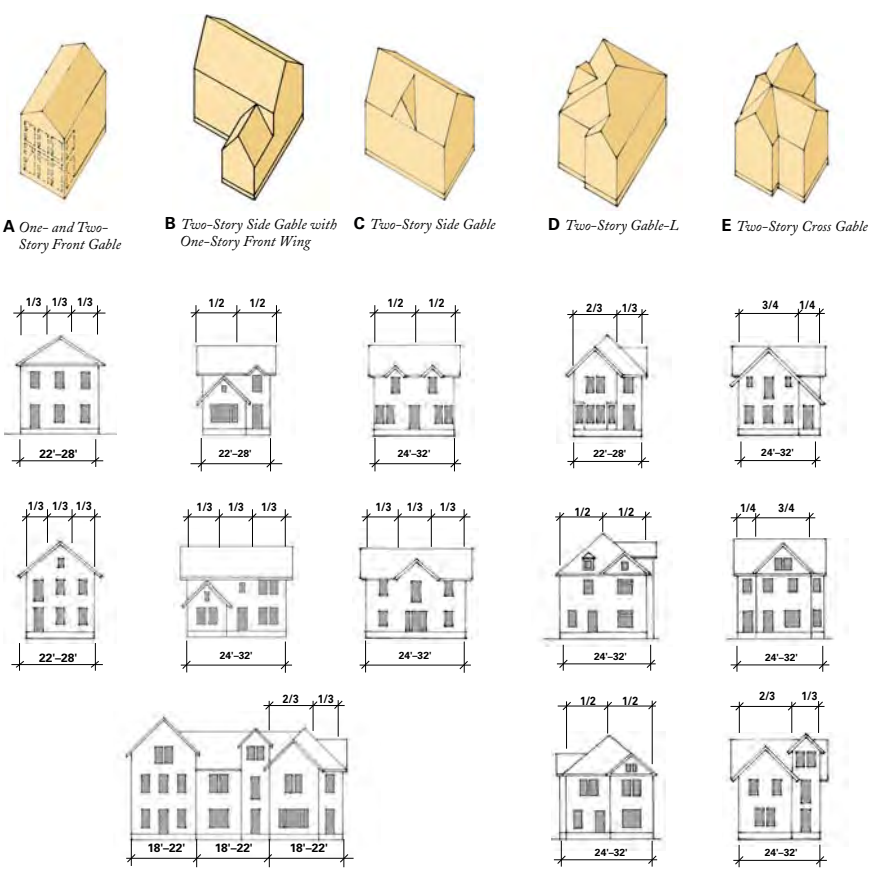 A One- and Two-
Story Front Gable
B Two-Story Side Gable with
One-Story Front Wing
C Two-Story Side Gable
D Two-Story Gable-L
E Two-Story Cross Gable
1/3 1/3 1/3
1/2 1/2
1/2 1/2
2/3 1/3
3/4 1/4
22'–28'
22'–28'
24'–32'
22'–28'
24'–32'
1/3 1/3 1/3
1/3 1/3 1/3
1/3 1/3 1/3
1/2 1/2
1/4 3/4
22'–28'
24'–32'
24'–32'
24'–32'
24'–32'
2/3 1/3
1/2 1/2
2/3 1/3
18'–22' 18'–22' 18'–22'
24'–32'
24'–32'